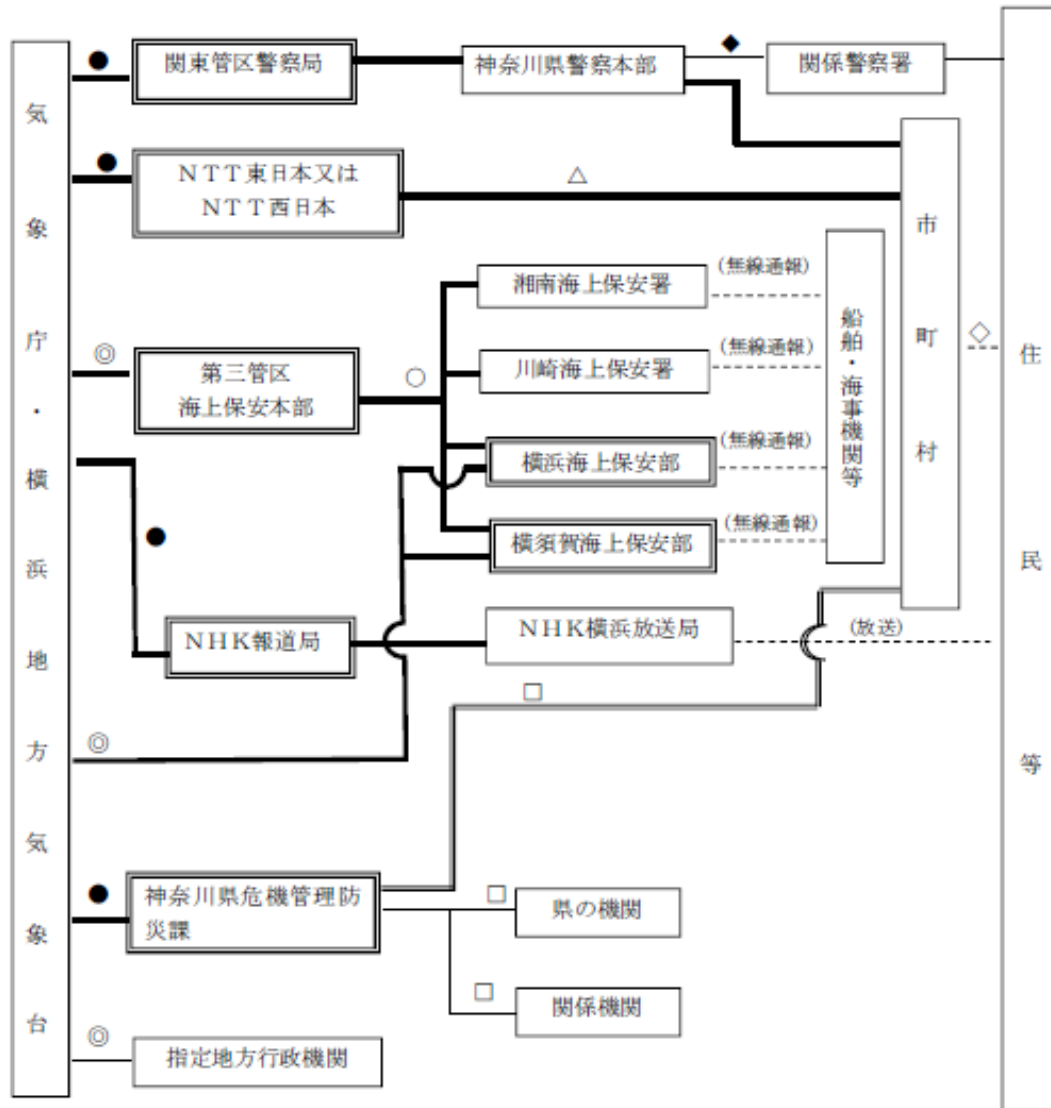 気象庁・横浜地方気象台
●
関東管区警察局
神奈川県警察本部
◆
関係警察署
●
NTT東日本又は
NTT西日本
△
市町村
◎
第三管区
海上保安本部
○
湘南海上保安署
(無線通報)
川崎海上保安署
(無線通報)
横浜海上保安部
(無線通報)
横須賀海上保安部
(無線通報)
船舶・海事機関等
◇
住民等
●
NHK報道局
NHK横浜放送局
(放送)
□
◎
●
神奈川県危機管理防
災課
□
県の機関
□
関係機関
◎
指定地方行政機関